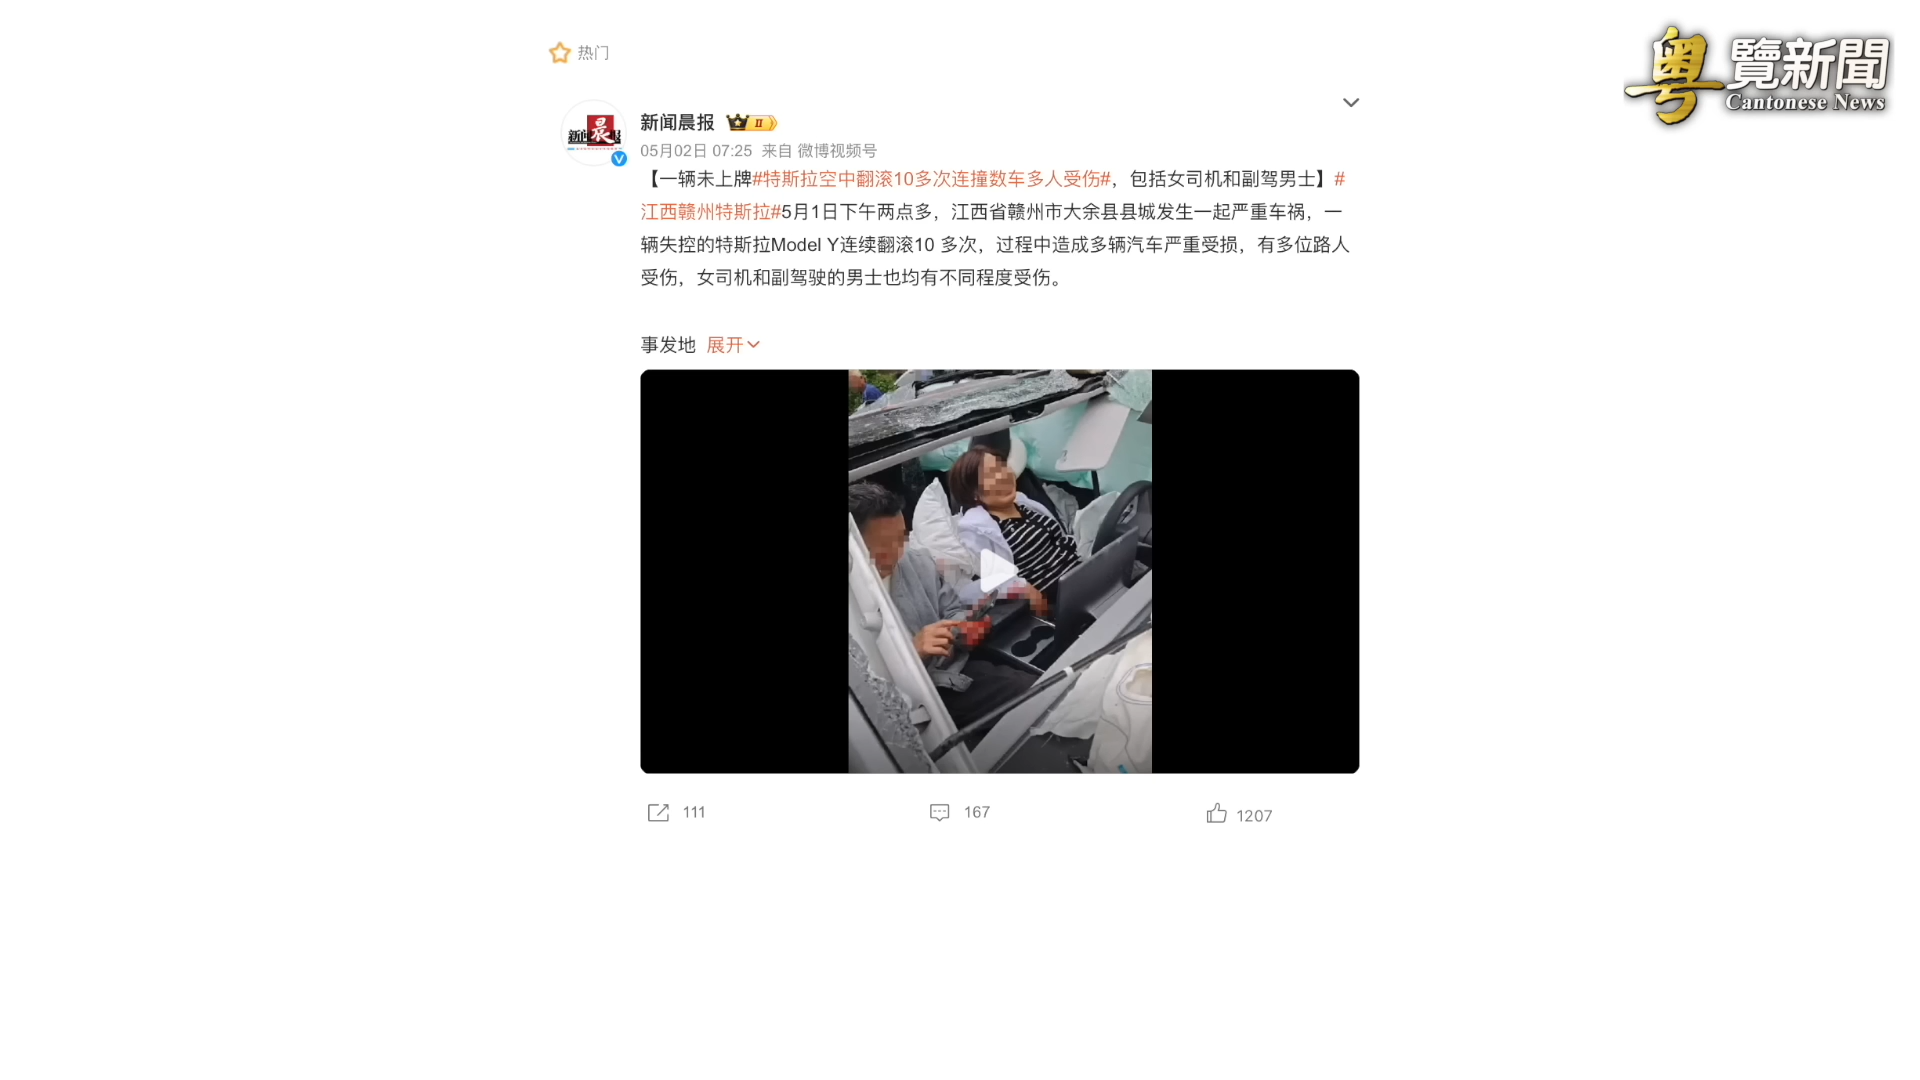 热门
粤覽新聞
Cantonese News
新闻晨报 II
05月02日 07:25 来自 微博视频号
【一辆未上牌#特斯拉空中翻滚10多次连撞数车多人受伤#，包括女司机和副驾男士】#
江西赣州特斯拉#5月1日下午两点多，江西省赣州市大余县县城发生一起严重车祸，一
辆失控的特斯拉Model Y连续翻滚10 多次，过程中造成多辆汽车严重受损，有多位路人
受伤，女司机和副驾驶的男士也均有不同程度受伤。
事发地 展开
111
167
1207